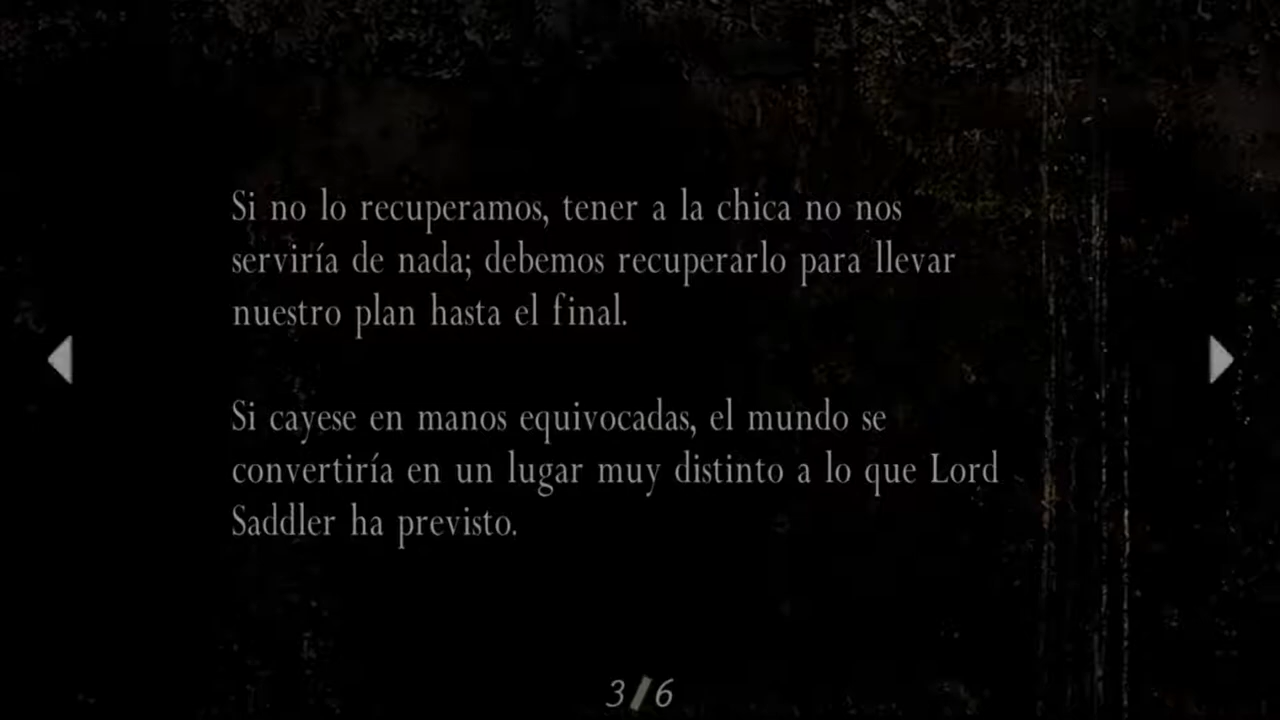 Si no lo recuperamos, tener a la chica no nos
serviría de nada; debemos recuperarlo para llevar
nuestro plan hasta el final.
Si cayese en manos equivocadas, el mundo se
convertiría en un lugar muy distinto a lo que Lord
Saddler ha previsto.
3/6